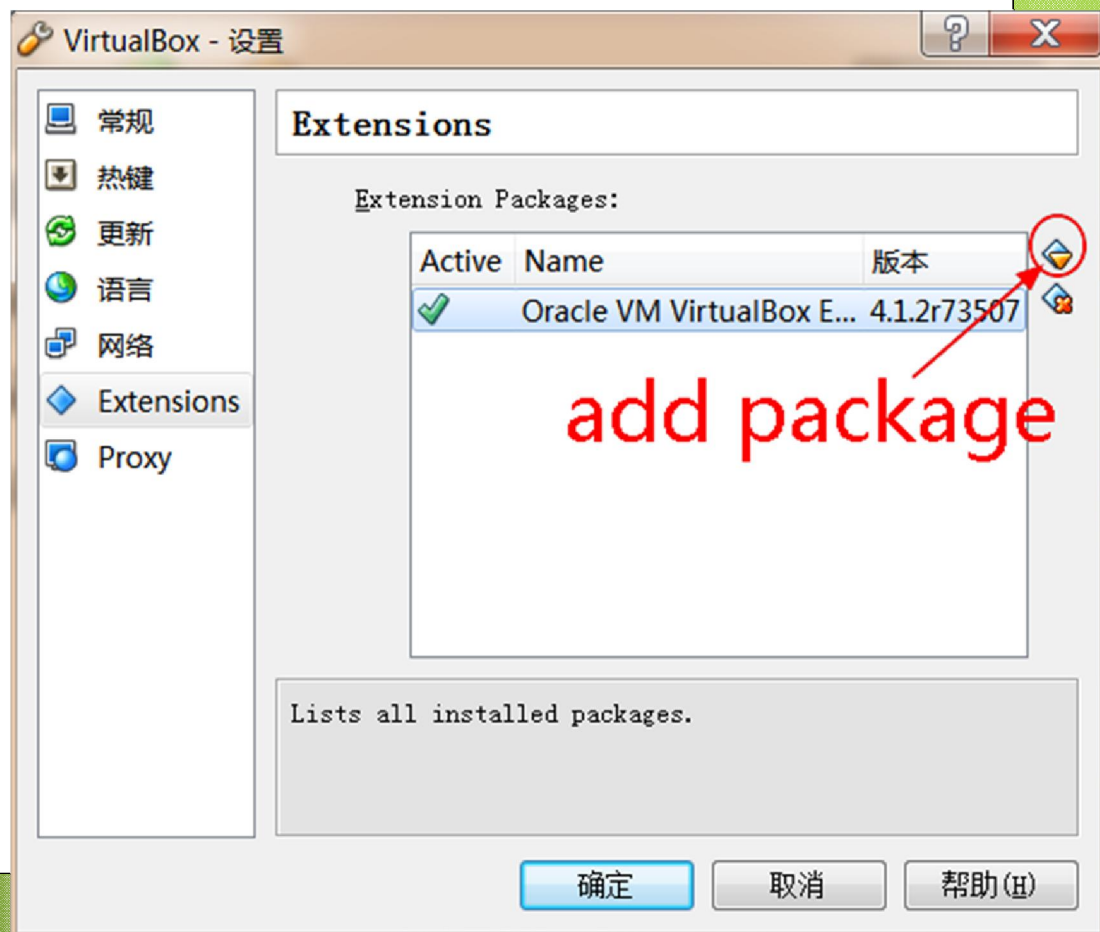 VirtualBox - 设置
常规
热键
更新
语言
网络
Extensions
Proxy
Extensions
Extension Packages:
Active Name 版本
Oracle VM VirtualBox E... 4.1.2r73507
add package
Lists all installed packages.
确定 取消 帮助(H)